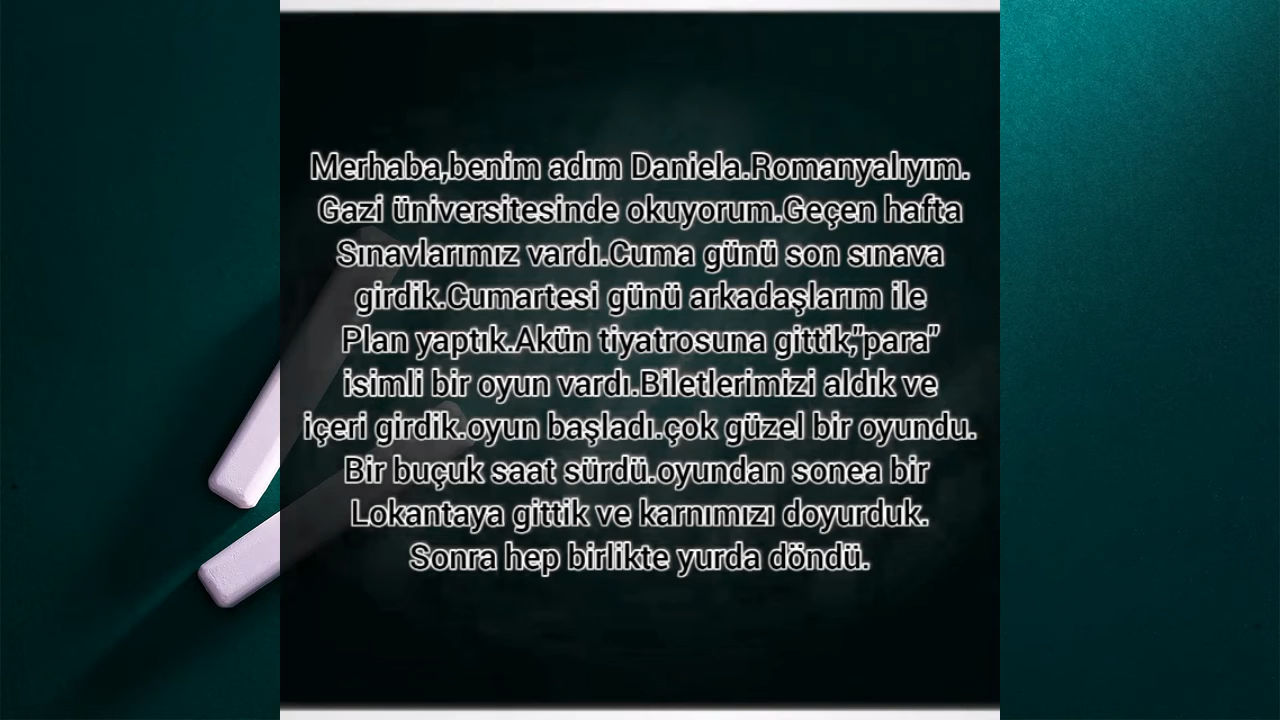 Merhaba,benim adım Daniela.Romanyalıyım.
Gazi üniversitesinde okuyorum.Geçen hafta
Sınavlarımız vardı.Cuma günü son sınava
girdik.Cumartesi günü arkadaşlarım ile
Plan yaptık.Akün tiyatrosuna gittik,"para"
isimli bir oyun vardı.Biletlerimizi aldık ve
içeri girdik.oyun başladı.çok güzel bir oyundu.
Bir buçuk saat sürdü.oyundan sonea bir
Lokantaya gittik ve karnımızı doyurduk.
Sonra hep birlikte yurda döndü.